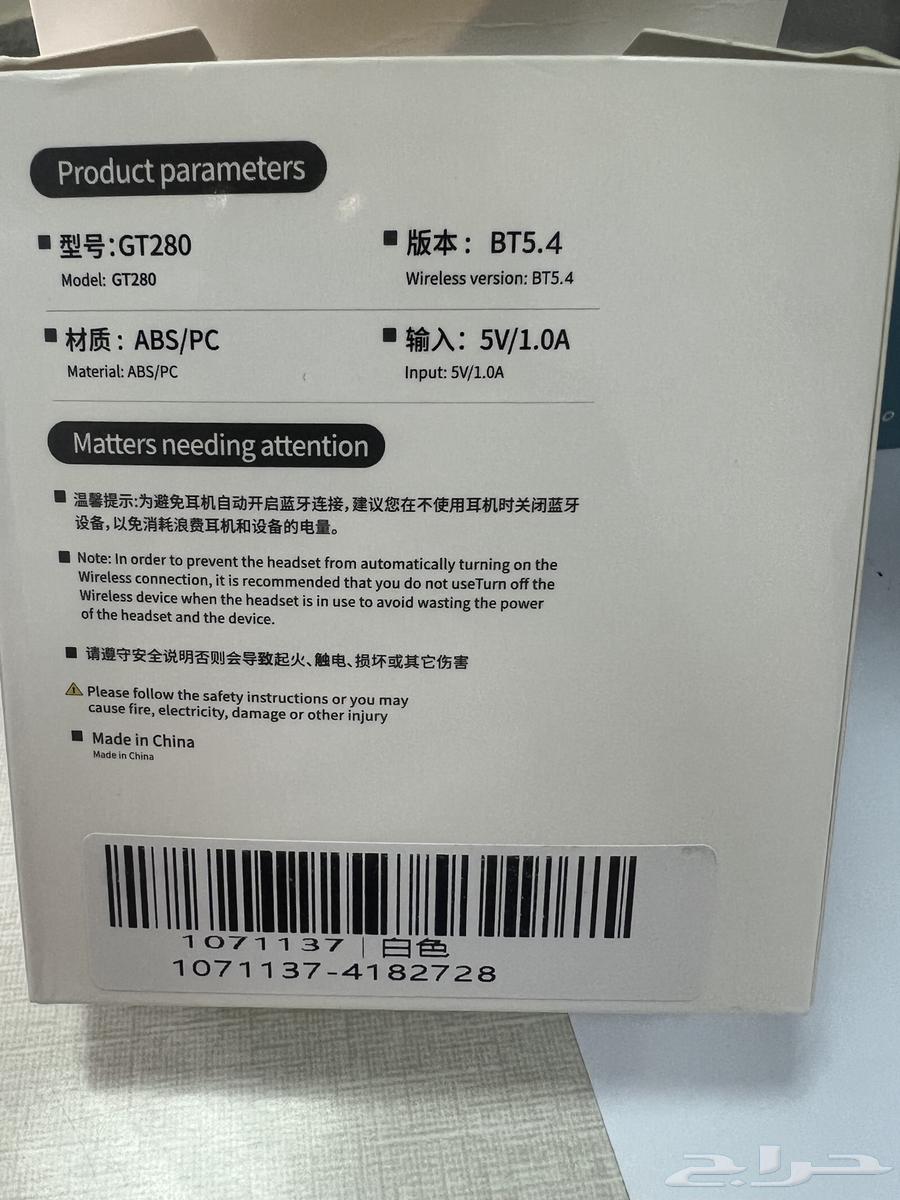 Product parameters
型号:GT280
Model: GT280
版本： BT5.4
Wireless version: BT5.4
材质： ABS/PC
Material: ABS/PC
输入： 5V/1.0A
Input: 5V/1.0A
Matters needing attention
温馨提示:为避免耳机自动开启蓝牙连接，建议您在不使用耳机时关闭蓝牙
设备，以免消耗浪费耳机和设备的电量。
Note: In order to prevent the headset from automatically turning on the
Wireless connection, it is recommended that you do not useTurn off the
Wireless device when the headset is in use to avoid wasting the power
of the headset and the device.
请遵守安全说明否则会导致起火、触电、损坏或其它伤害
Please follow the safety instructions or you may
cause fire, electricity, damage or other injury
Made in China
Made in China
1071137 | 白色
1071137-4182728
حراج